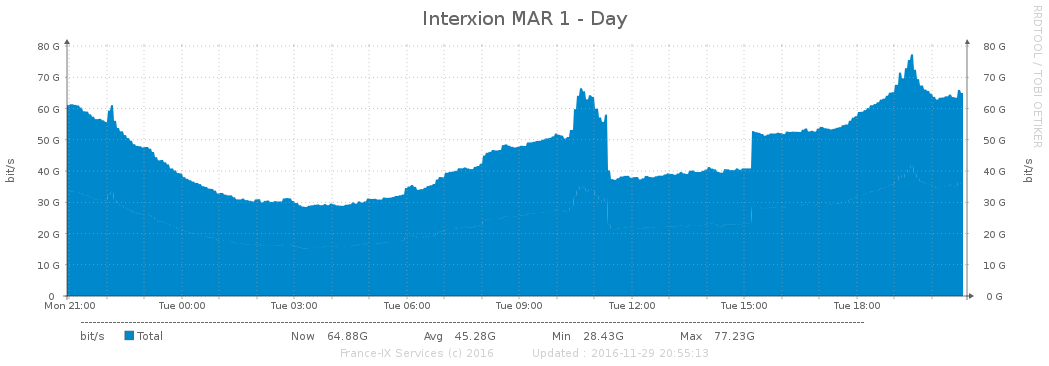 Interxion MAR 1 - Day
RRDTOOL / TOBI OETIKER
bit/s
bit/s
80 G 80 G
70 G 70 G
60 G 60 G
50 G 50 G
40 G 40 G
30 G 30 G
20 G 20 G
10 G 10 G
0 0 G
Mon 21:00 Tue 00:00 Tue 03:00 Tue 06:00 Tue 09:00 Tue 12:00 Tue 15:00 Tue 18:00
bit/s Total Now 64.88G Avg 45.28G Min 28.43G Max 77.23G
France-IX Services (c) 2016 Updated : 2016-11-29 20:55:13